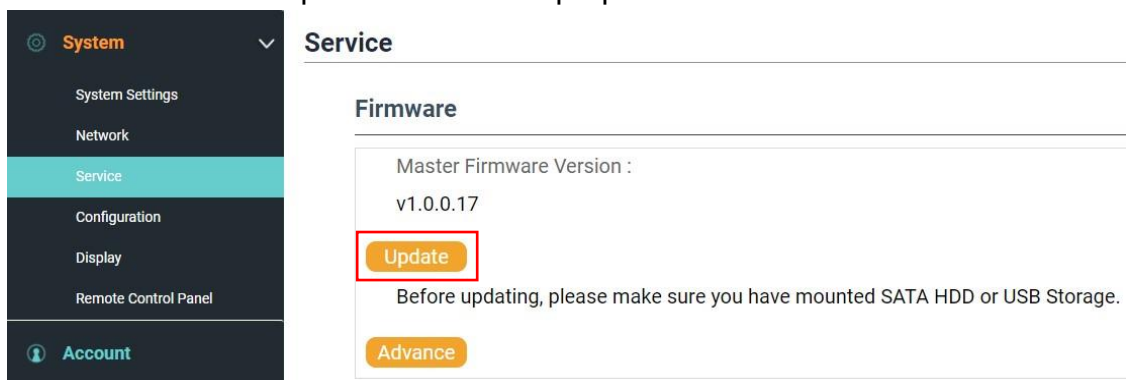 System
System Settings
Network
Service
Configuration
Display
Remote Control Panel
Account
Service
Firmware
Master Firmware Version :
v1.0.0.17
Update
Before updating, please make sure you have mounted SATA HDD or USB Storage.
Advance